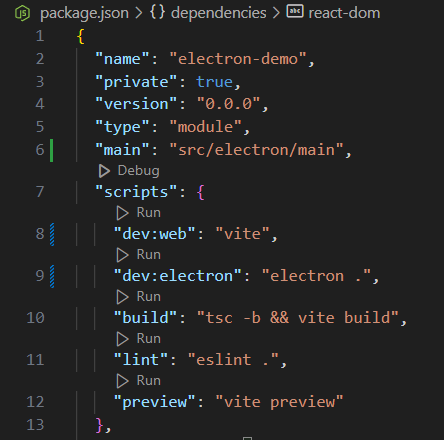 package.json > {} dependencies > abc react-dom
1 {
2 "name": "electron-demo",
3 "private": true,
4 "version": "0.0.0",
5 "type": "module",
6 "main": "src/electron/main",
Debug
7 "scripts": {
Run
8 "dev:web": "vite",
Run
9 "dev:electron": "electron .",
Run
10 "build": "tsc -b && vite build",
Run
11 "lint": "eslint .",
Run
12 "preview": "vite preview"
13 },